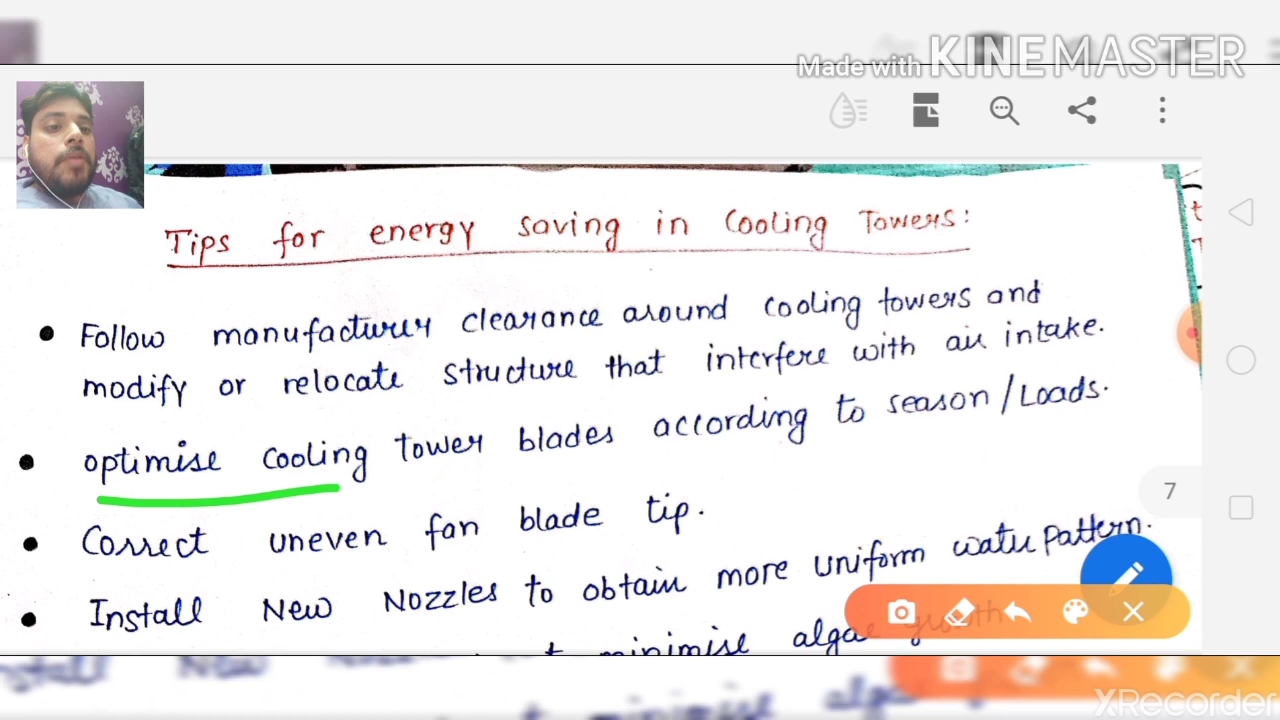 Made with KINEMASTER
Tips for energy saving in Cooling Towers:
• Follow manufacturer clearance around cooling towers and
modify or relocate structure that interfere with air intake.
• optimise cooling tower blades according to season/Loads.
7
• Correct uneven fan blade tip.
• Install New Nozzles to obtain more uniform water pattern.
minimise algae growth
XRecorder